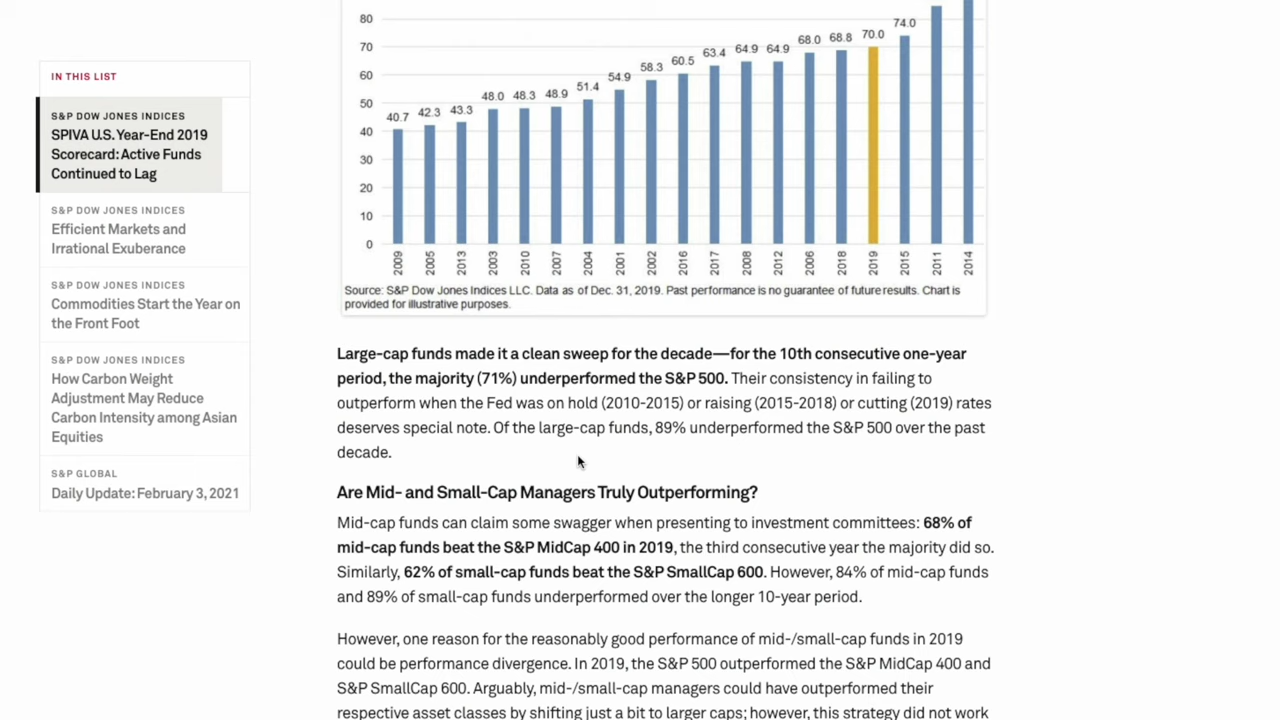 80
70
60
50
40
30
20
10
0
40.7 42.3 43.3 48.0 48.3 48.9 51.4 54.9 58.3 60.5 63.4 64.9 64.9 68.0 68.8 70.0 74.0
2009 2005 2013 2003 2010 2007 2004 2001 2002 2016 2017 2008 2012 2006 2018 2019 2015 2011 2014
Source: S&P Dow Jones Indices LLC. Data as of Dec. 31, 2019. Past performance is no guarantee of future results. Chart is
provided for illustrative purposes.
IN THIS LIST
S&P DOW JONES INDICES
SPIVA U.S. Year-End 2019
Scorecard: Active Funds
Continued to Lag
S&P DOW JONES INDICES
Efficient Markets and
Irrational Exuberance
S&P DOW JONES INDICES
Commodities Start the Year on
the Front Foot
S&P DOW JONES INDICES
How Carbon Weight
Adjustment May Reduce
Carbon Intensity among Asian
Equities
S&P GLOBAL
Daily Update: February 3, 2021
Large-cap funds made it a clean sweep for the decade—for the 10th consecutive one-year
period, the majority (71%) underperformed the S&P 500. Their consistency in failing to
outperform when the Fed was on hold (2010-2015) or raising (2015-2018) or cutting (2019) rates
deserves special note. Of the large-cap funds, 89% underperformed the S&P 500 over the past
decade.
Are Mid- and Small-Cap Managers Truly Outperforming?
Mid-cap funds can claim some swagger when presenting to investment committees: 68% of
mid-cap funds beat the S&P MidCap 400 in 2019, the third consecutive year the majority did so.
Similarly, 62% of small-cap funds beat the S&P SmallCap 600. However, 84% of mid-cap funds
and 89% of small-cap funds underperformed over the longer 10-year period.
However, one reason for the reasonably good performance of mid-/small-cap funds in 2019
could be performance divergence. In 2019, the S&P 500 outperformed the S&P MidCap 400 and
S&P SmallCap 600. Arguably, mid-/small-cap managers could have outperformed their
respective asset classes by shifting just a bit to larger caps; however, this strategy did not work